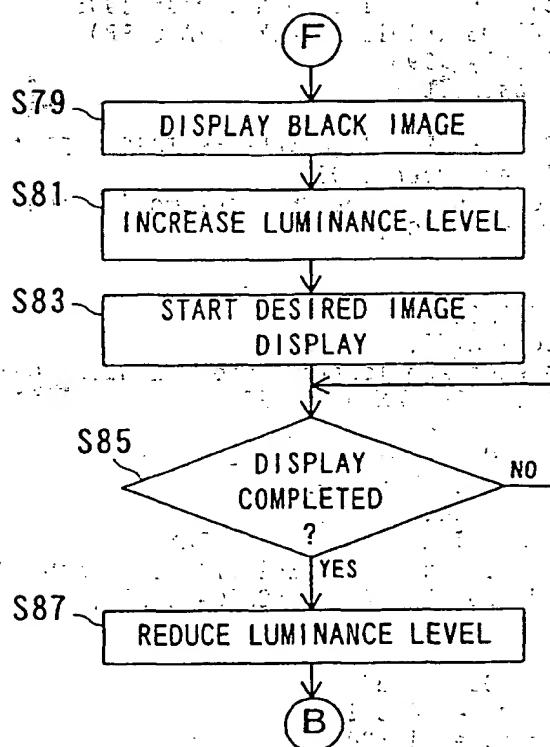 F
S79
DISPLAY BLACK IMAGE
S81
INCREASE LUMINANCE LEVEL
S83
START DESIRED IMAGE
DISPLAY
S85
DISPLAY
COMPLETED
?
NO
YES
S87
REDUCE LUMINANCE LEVEL
B